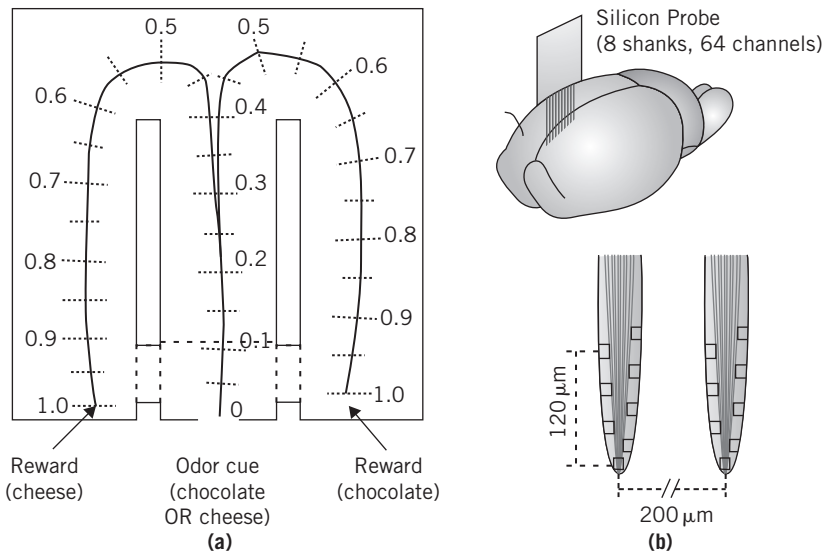 0.5
0.5
0.6
0.6
0.4
0.7
0.3
0.7
0.8
0.2
0.8
0.9
0.1
0.9
1.0
0
1.0
Reward
(cheese)
Odor cue
(chocolate
OR cheese)
Reward
(chocolate)
(a)
Silicon Probe
(8 shanks, 64 channels)
120 μm
200 μm
(b)